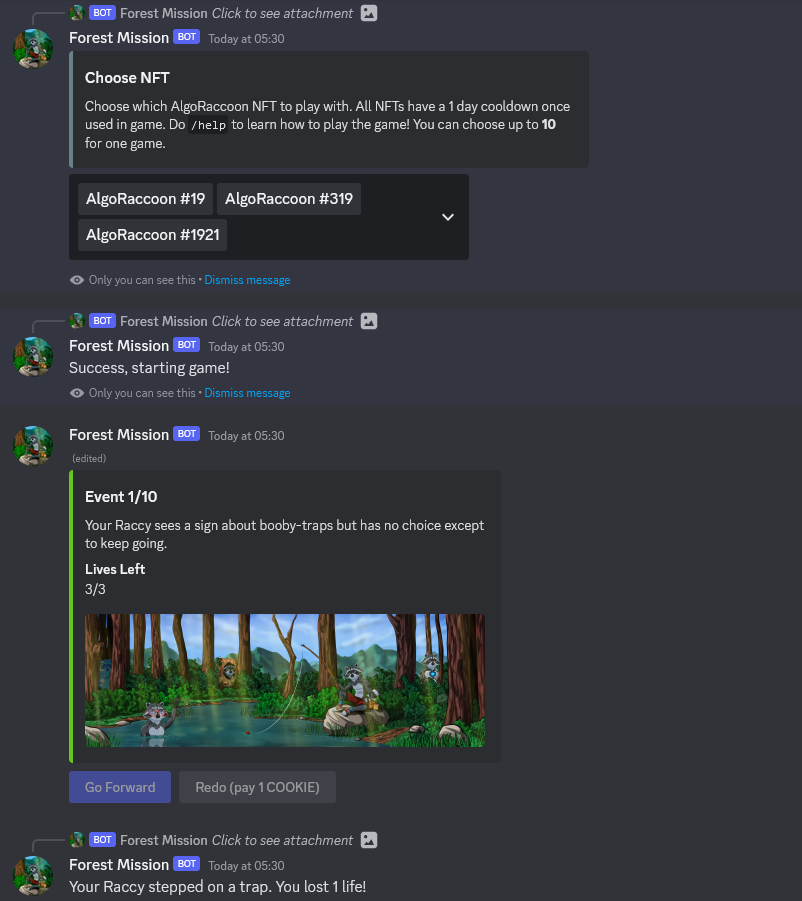 BOT Forest Mission Click to see attachment
Forest Mission BOT Today at 05:30
Choose NFT
Choose which AlgoRaccoon NFT to play with. All NFTs have a 1 day cooldown once
used in game. Do /help to learn how to play the game! You can choose up to 10
for one game.
AlgoRaccoon #19 AlgoRaccoon #319
AlgoRaccoon #1921
Only you can see this • Dismiss message
BOT Forest Mission Click to see attachment
Forest Mission BOT Today at 05:30
Success, starting game!
Only you can see this • Dismiss message
Forest Mission BOT Today at 05:30
(edited)
Event 1/10
Your Raccy sees a sign about booby-traps but has no choice except
to keep going.
Lives Left
3/3
Go Forward Redo (pay 1 COOKIE)
BOT Forest Mission Click to see attachment
Forest Mission BOT Today at 05:30
Your Raccy stepped on a trap. You lost 1 life!